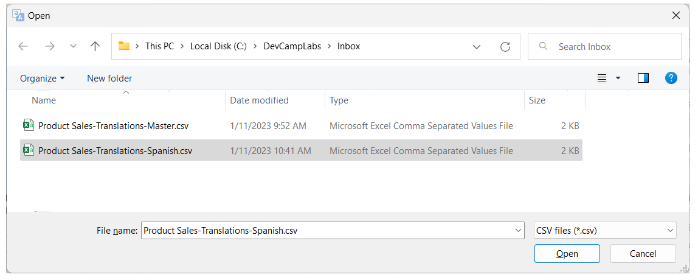 Open
This PC > Local Disk (C:) > DevCampLabs > Inbox
Search Inbox
Organize New folder
Name Date modified Type Size
Product Sales-Translations-Master.csv 1/11/2023 9:52 AM Microsoft Excel Comma Separated Values File 2 KB
Product Sales-Translations-Spanish.csv 1/11/2023 10:41 AM Microsoft Excel Comma Separated Values File 2 KB
File name: Product Sales-Translations-Spanish.csv CSV files (*.csv)
Open Cancel